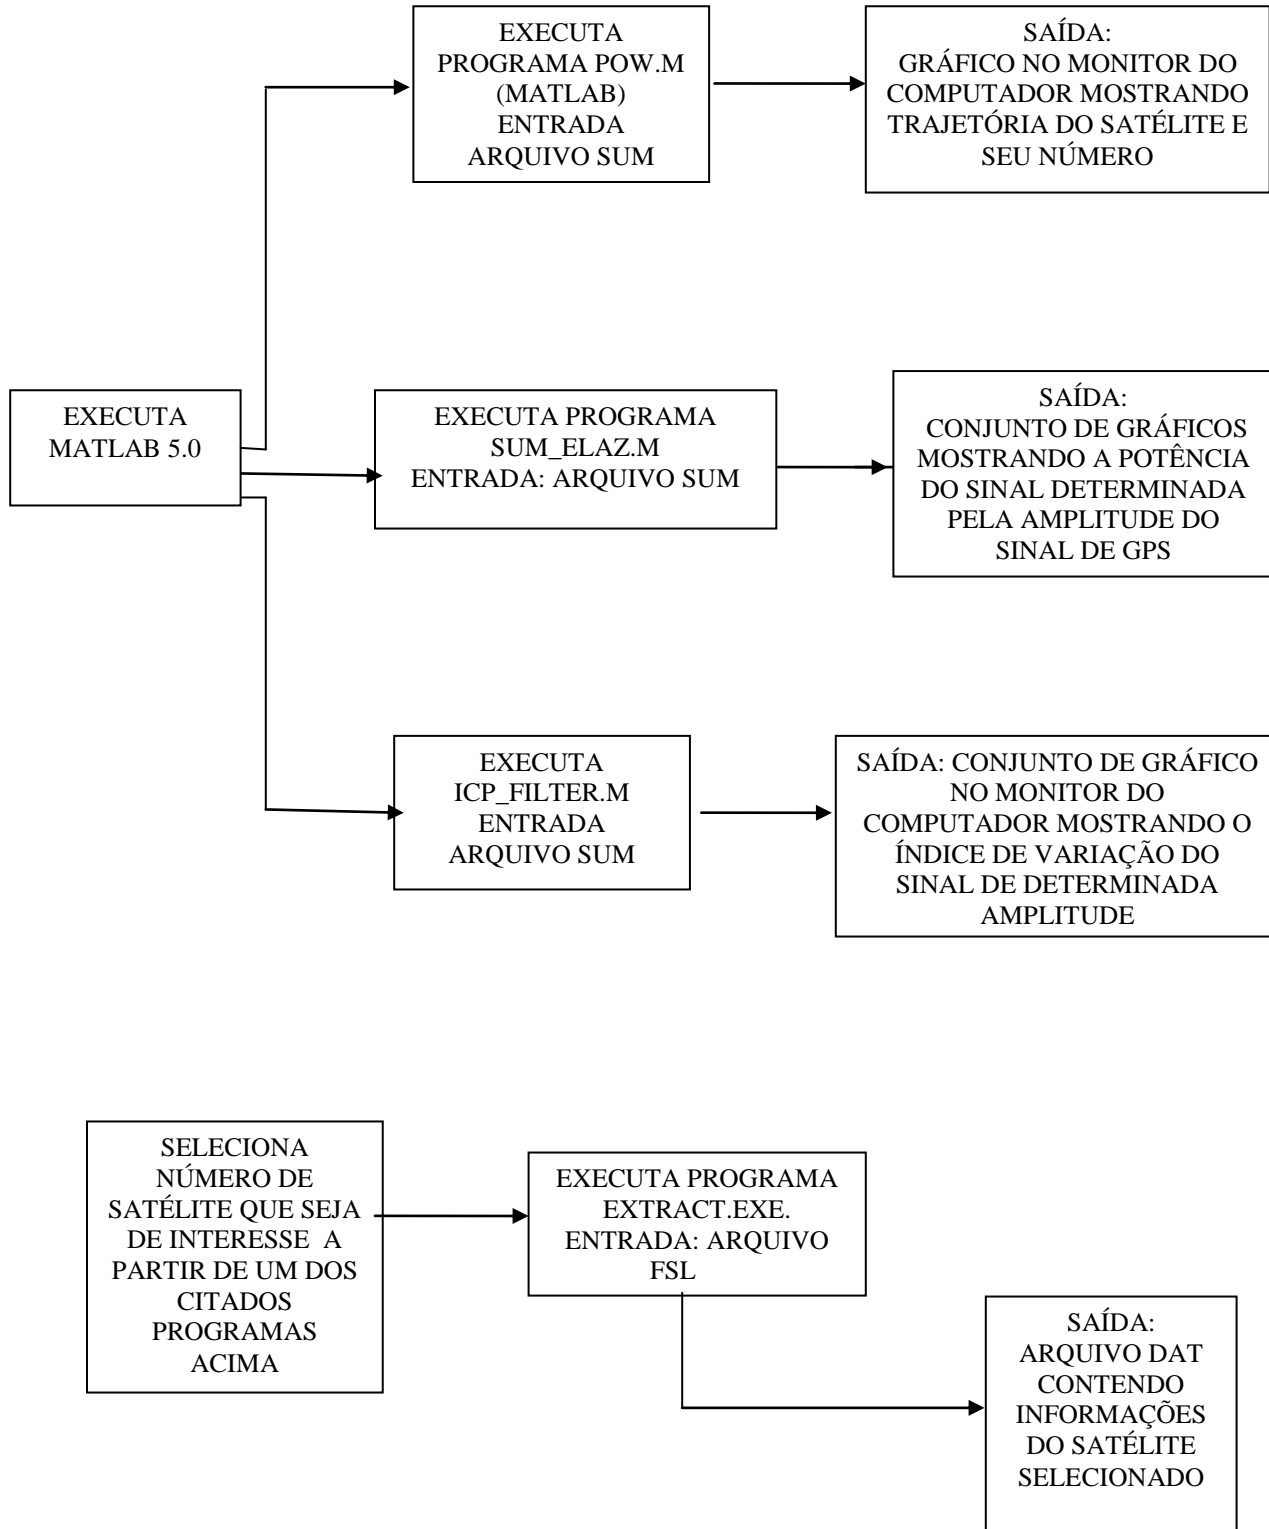 EXECUTA
PROGRAMA POW.M
(MATLAB)
ENTRADA
ARQUIVO SUM
SAÍDA:
GRÁFICO NO MONITOR DO
COMPUTADOR MOSTRANDO
TRAJETÓRIA DO SATÉLITE E
SEU NÚMERO
EXECUTA
MATLAB 5.0
EXECUTA PROGRAMA
SUM_ELAZ.M
ENTRADA: ARQUIVO SUM
SAÍDA:
CONJUNTO DE GRÁFICOS
MOSTRANDO A POTÊNCIA
DO SINAL DETERMINADA
PELA AMPLITUDE DO
SINAL DE GPS
EXECUTA
ICP_FILTER.M
ENTRADA
ARQUIVO SUM
SAÍDA: CONJUNTO DE GRÁFICO
NO MONITOR DO
COMPUTADOR MOSTRANDO O
ÍNDICE DE VARIAÇÃO DO
SINAL DE DETERMINADA
AMPLITUDE
SELECIONA
NÚMERO DE
SATÉLITE QUE SEJA
DE INTERESSE A
PARTIR DE UM DOS
CITADOS
PROGRAMAS
ACIMA
EXECUTA PROGRAMA
EXTRACT.EXE.
ENTRADA: ARQUIVO
FSL
SAÍDA:
ARQUIVO DAT
CONTENDO
INFORMAÇÕES
DO SATÉLITE
SELECIONADO